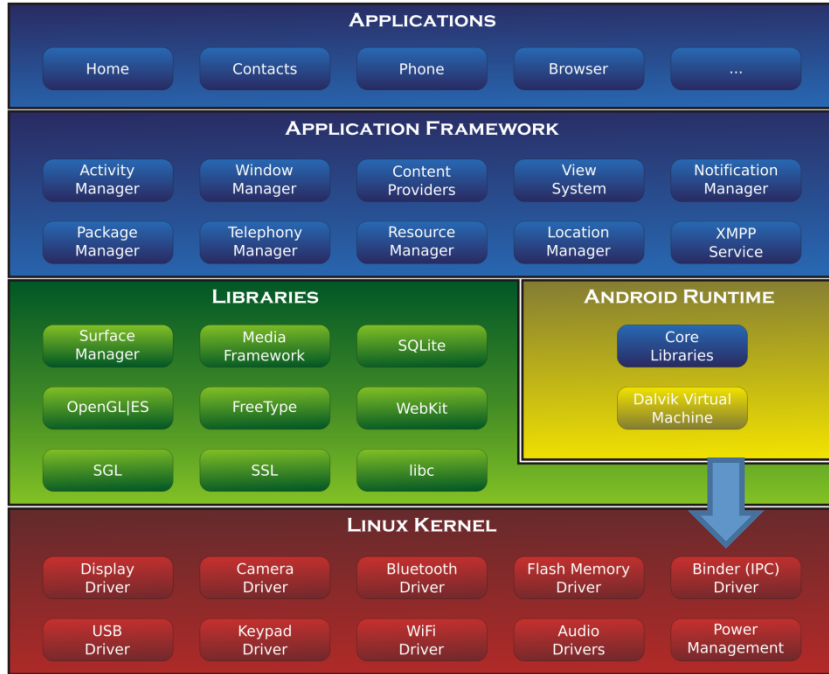 APPLICATIONS
Home
Contacts
Phone
Browser
...
APPLICATION FRAMEWORK
Activity
Manager
Window
Manager
Content
Providers
View
System
Notification
Manager
Package
Manager
Telephony
Manager
Resource
Manager
Location
Manager
XMPP
Service
LIBRARIES
Surface
Manager
Media
Framework
SQLite
OpenGL|ES
FreeType
WebKit
SGL
SSL
libc
ANDROID RUNTIME
Core
Libraries
Dalvik Virtual
Machine
LINUX KERNEL
Display
Driver
Camera
Driver
Bluetooth
Driver
Flash Memory
Driver
Binder (IPC)
Driver
USB
Driver
Keypad
Driver
WiFi
Driver
Audio
Drivers
Power
Management